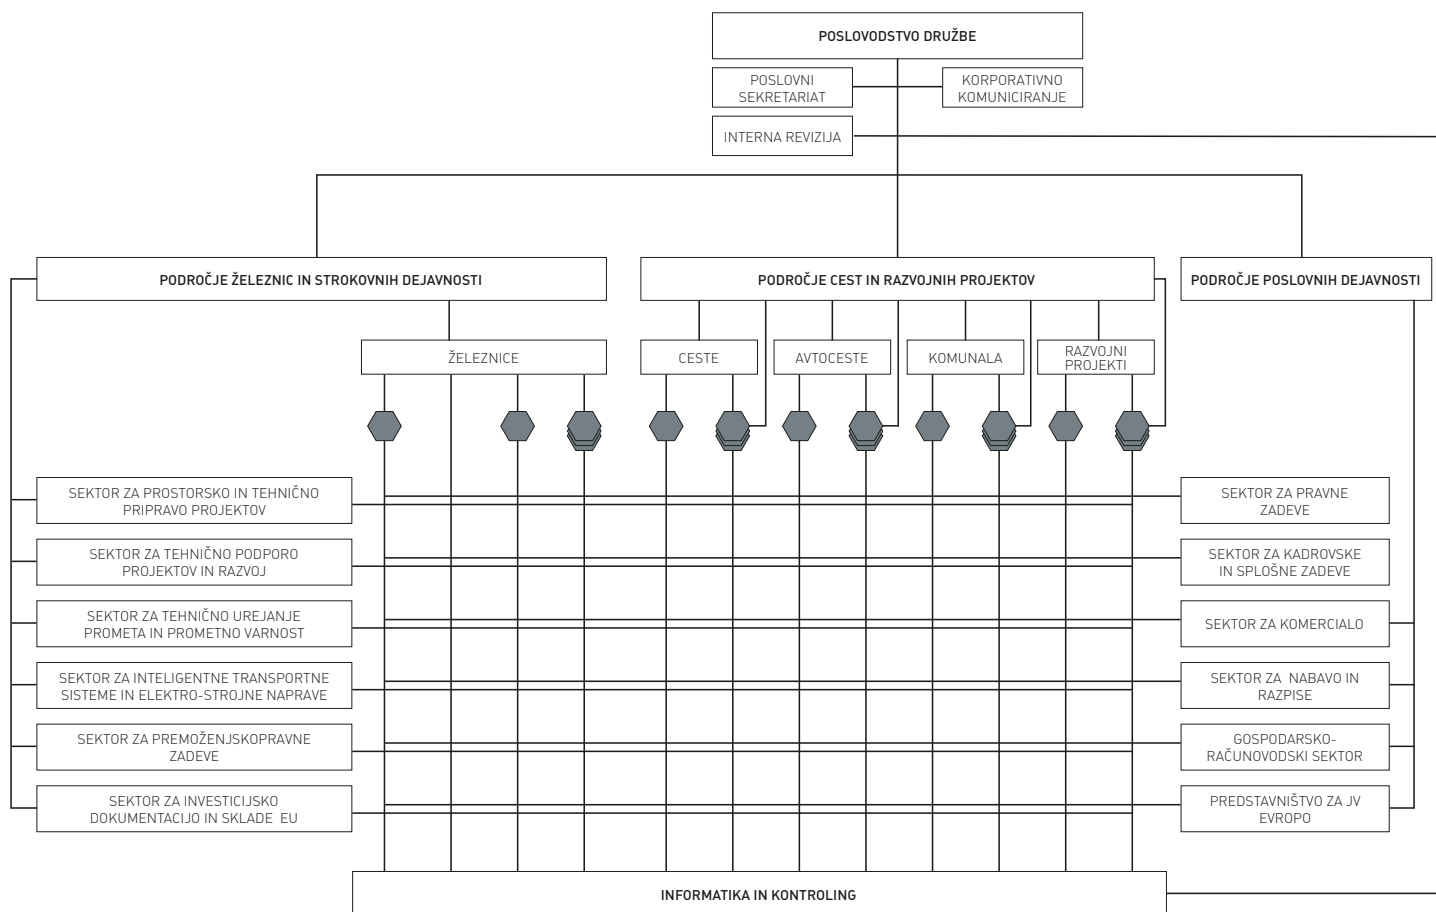 POSLOVODSTVO DRUŽBE
POSLOVNI
SEKRETARIAT
KORPORATIVNO
KOMUNICIRANJE
INTERNA REVIZIJA
PODROČJE ŽELEZNIC IN STROKOVNIH DEJAVNOSTI
PODROČJE CEST IN RAZVOJNIH PROJEKTOV
PODROČJE POSLOVNIH DEJAVNOSTI
ŽELEZNICE
CESTE
AVTOCESTE
KOMUNALA
RAZVOJNI
PROJEKTI
SEKTOR ZA PROSTORSKO IN TEHNIČNO
PRIPRAVO PROJEKTOV
SEKTOR ZA TEHNIČNO PODPORO
PROJEKTOV IN RAZVOJ
SEKTOR ZA TEHNIČNO UREJANJE
PROMETA IN PROMETNO VARNOST
SEKTOR ZA INTELIGENTNE TRANSPORTNE
SISTEME IN ELEKTRO-STROJNE NAPRAVE
SEKTOR ZA PREMOŽENJSKOPRAVNE
ZADEVE
SEKTOR ZA INVESTICIJSKO
DOKUMENTACIJO IN SKLADE EU
SEKTOR ZA PRAVNE
ZADEVE
SEKTOR ZA KADROVSKE
IN SPLOŠNE ZADEVE
SEKTOR ZA KOMERCIALO
SEKTOR ZA NABAVO IN
RAZPISE
GOSPODARSKO-
RAČUNOVODSKI SEKTOR
PREDSTAVNIŠTVO ZA JV
EVROPO
INFORMATIKA IN KONTROLING